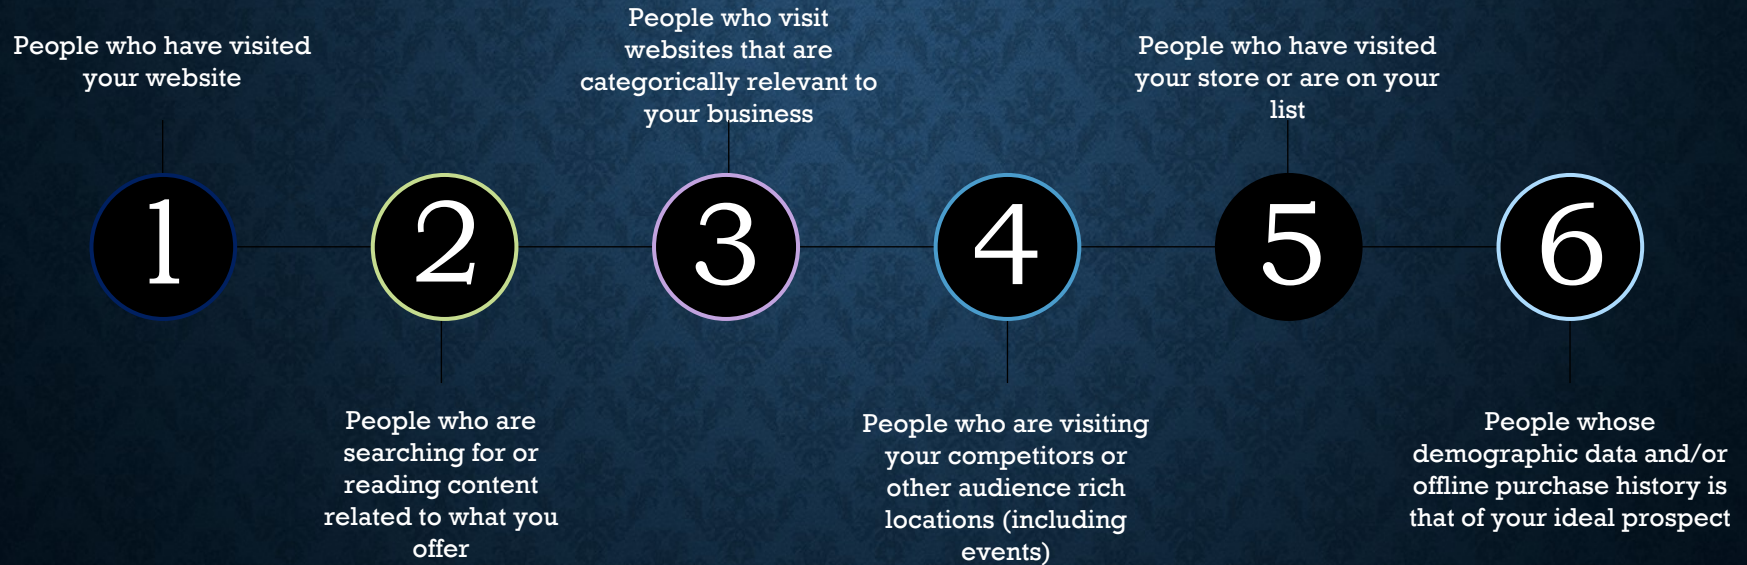 People who have visited
your website
People who visit
websites that are
categorically relevant to
your business
People who have visited
your store or are on your
list
1
2
3
4
5
6
People who are
searching for or
reading content
related to what you
offer
People who are visiting
your competitors or
other audience rich
locations (including
events)
People whose
demographic data and/or
offline purchase history is
that of your ideal prospect